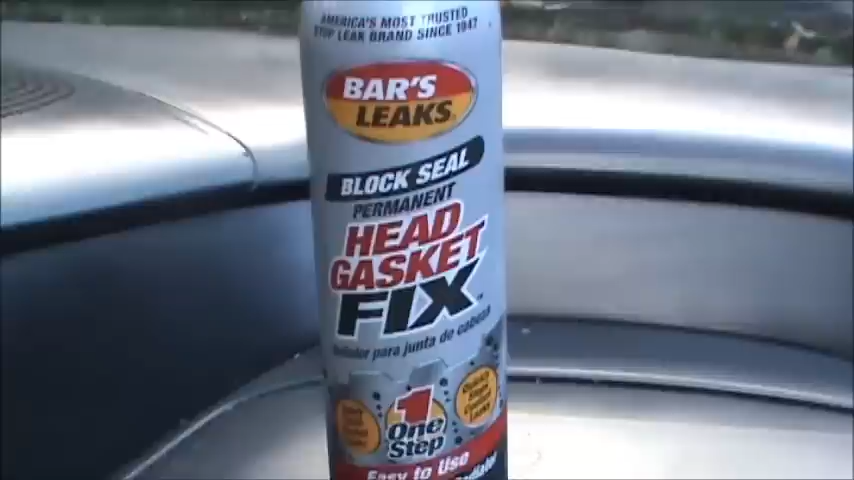 AMERICA'S MOST TRUSTED
STOP LEAK BRAND SINCE 1947
BAR'S
LEAKS
BLOCK SEAL
PERMANENT
HEAD
GASKET
FIX™
Sellador para junta de cabeza
1
One
Step
Easy to Use